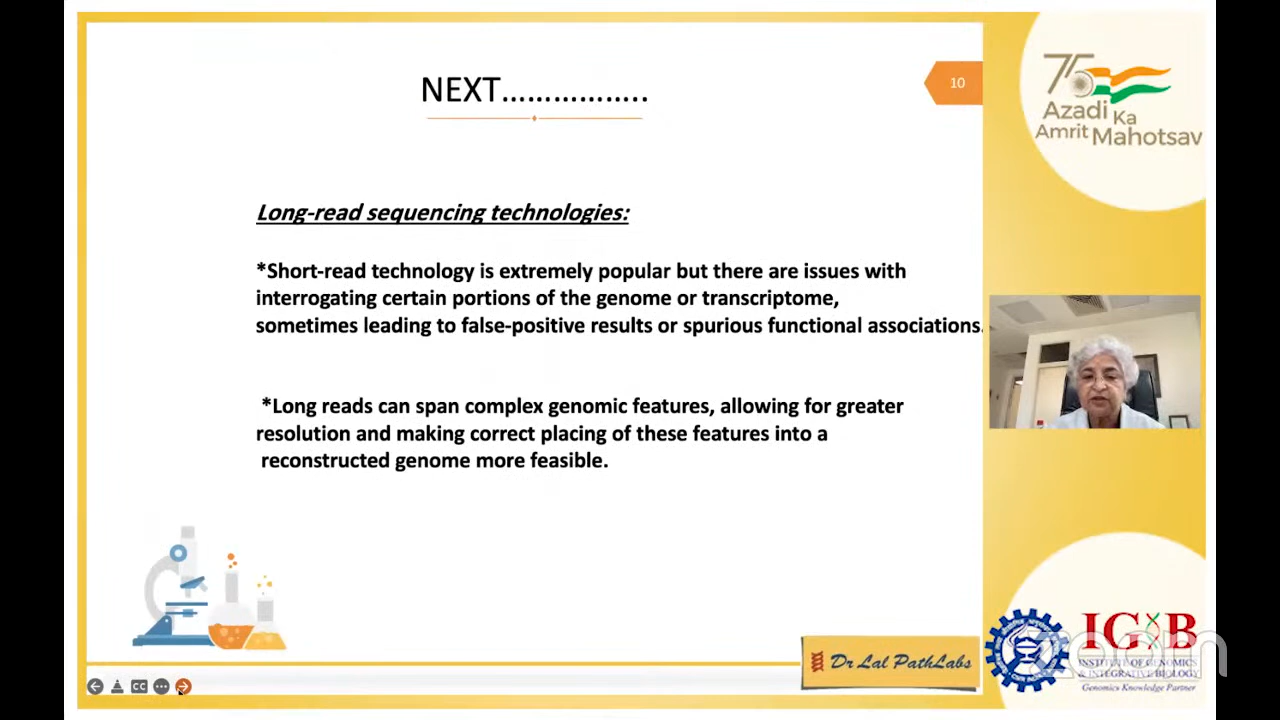 NEXT................
10
Long-read sequencing technologies:
*Short-read technology is extremely popular but there are issues with
interrogating certain portions of the genome or transcriptome,
sometimes leading to false-positive results or spurious functional associations.
*Long reads can span complex genomic features, allowing for greater
resolution and making correct placing of these features into a
reconstructed genome more feasible.
75
Azadi Ka
Amrit Mahotsav
Dr Lal PathLabs
IGIB
INSTITUTE OF GENOMICS
& INTEGRATIVE BIOLOGY
Genomics Knowledge Partner
zoom
CC